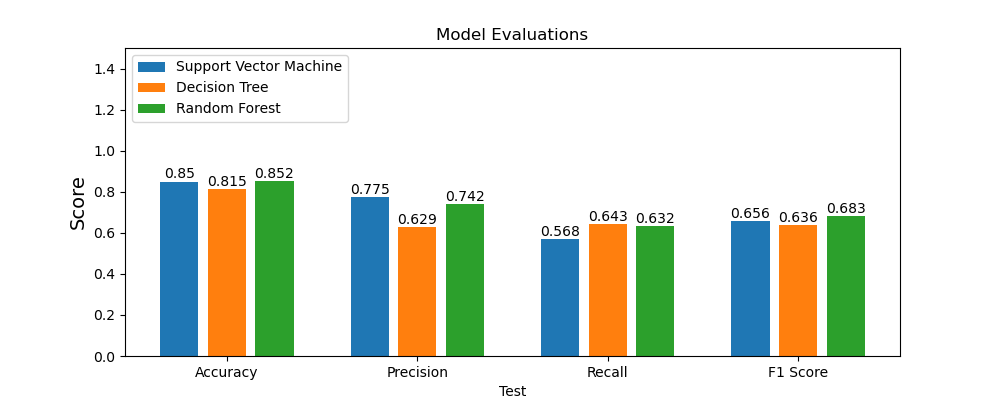 Model Evaluations
Score
1.4
1.2
1.0
0.8
0.6
0.4
0.2
0.0
Support Vector Machine
Decision Tree
Random Forest
0.85
0.815
0.852
0.775
0.629
0.742
0.568
0.643
0.632
0.656
0.636
0.683
Accuracy
Precision
Recall
F1 Score
Test